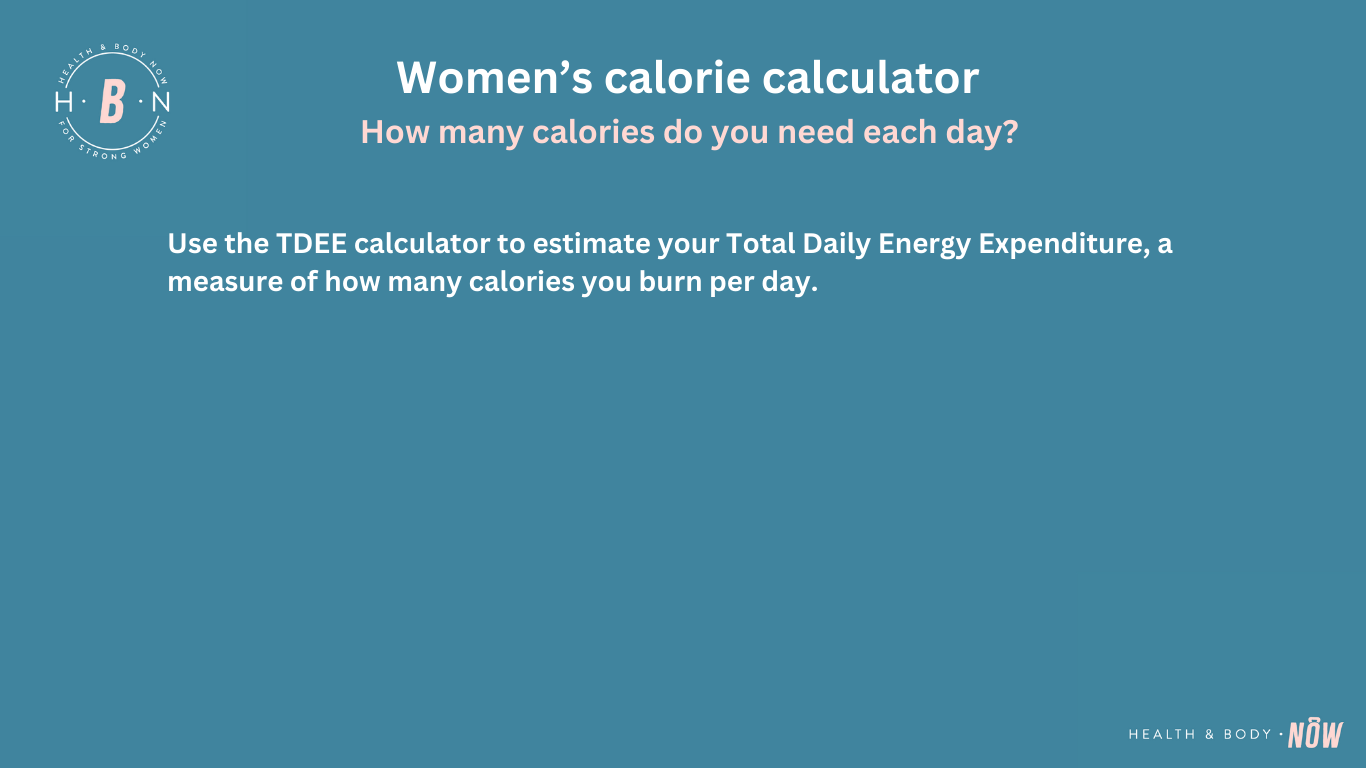 HEALTH & BODY NOW
H · B · N
FOR STRONG WOMEN
Women’s calorie calculator
How many calories do you need each day?
Use the TDEE calculator to estimate your Total Daily Energy Expenditure, a
measure of how many calories you burn per day.
HEALTH & BODY · NOW